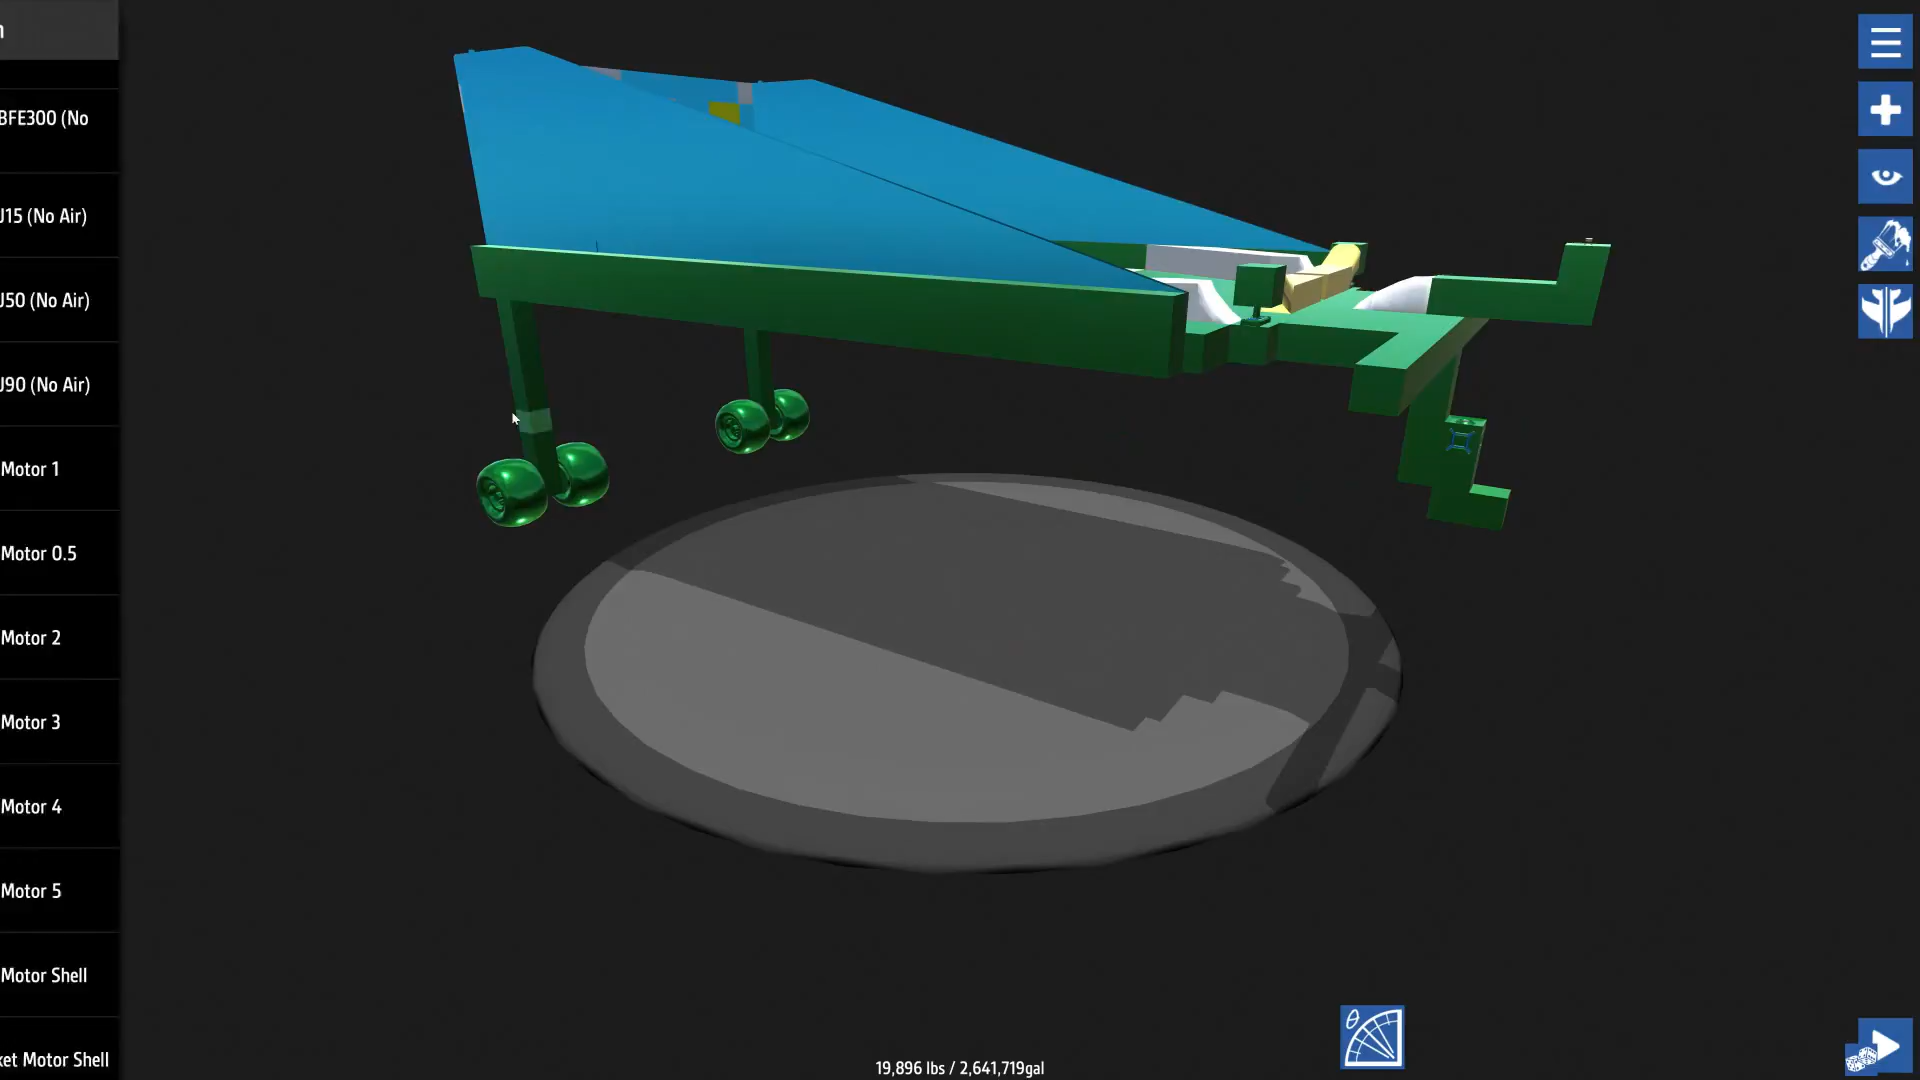 n
BFE300 (No
J15 (No Air)
J50 (No Air)
J90 (No Air)
Motor 1
Motor 0.5
Motor 2
Motor 3
Motor 4
Motor 5
Motor Shell
ket Motor Shell
θ
19,896 lbs / 2,641,719gal